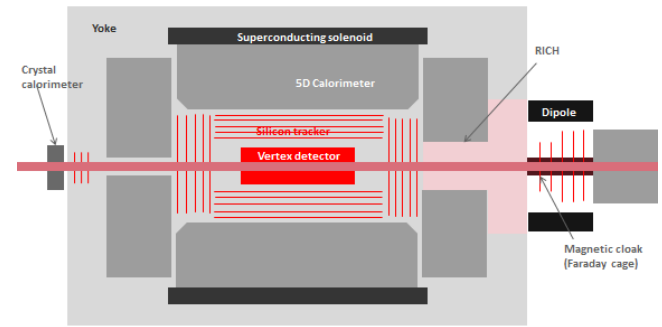 Yoke
Superconducting solenoid
RICH
Crystal
calorimeter
5D Calorimeter
Dipole
Silicon tracker
Vertex detector
Magnetic cloak
(Faraday cage)